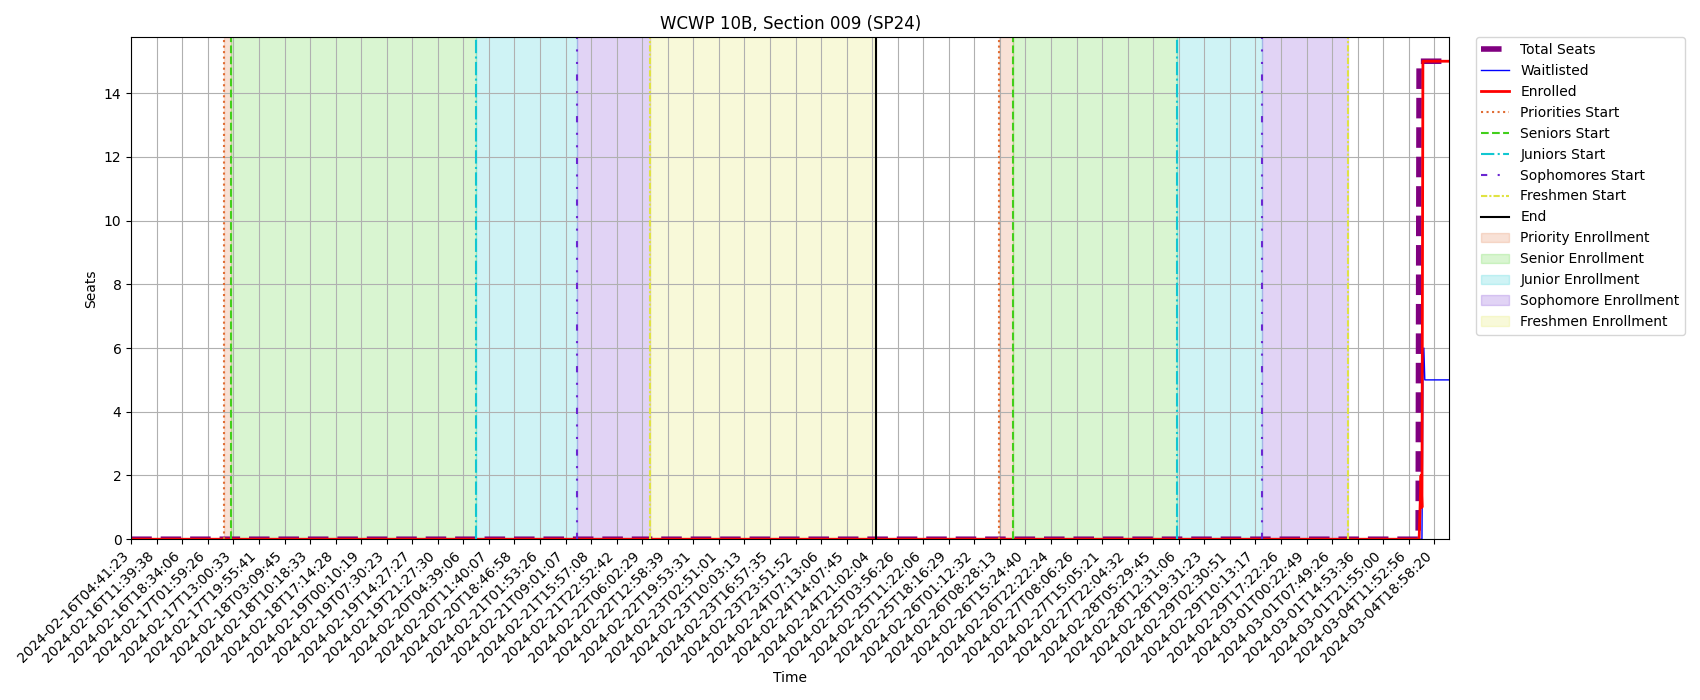 WCWP 10B, Section 009 (SP24)
Seats
14
12
10
8
6
4
2
0
2024-02-16T04:41:23
2024-02-16T11:39:38
2024-02-16T18:34:06
2024-02-17T01:59:26
2024-02-17T13:00:33
2024-02-17T19:55:41
2024-02-18T03:09:45
2024-02-18T10:18:33
2024-02-18T17:14:28
2024-02-19T00:10:19
2024-02-19T07:30:23
2024-02-19T14:27:27
2024-02-19T21:27:30
2024-02-20T04:39:06
2024-02-20T11:40:07
2024-02-20T18:46:58
2024-02-21T01:53:26
2024-02-21T09:01:07
2024-02-21T15:57:08
2024-02-21T22:52:42
2024-02-22T06:02:29
2024-02-22T12:58:39
2024-02-22T19:53:31
2024-02-23T02:51:01
2024-02-23T10:03:13
2024-02-23T16:57:35
2024-02-23T23:51:52
2024-02-24T07:13:06
2024-02-24T14:07:45
2024-02-24T21:02:04
2024-02-25T03:56:26
2024-02-25T11:22:06
2024-02-25T18:16:29
2024-02-26T01:12:32
2024-02-26T08:28:13
2024-02-26T15:24:40
2024-02-26T22:22:24
2024-02-27T08:06:26
2024-02-27T15:05:21
2024-02-27T22:04:32
2024-02-28T05:29:45
2024-02-28T12:31:06
2024-02-28T19:31:23
2024-02-29T02:30:51
2024-02-29T10:13:17
2024-02-29T17:22:26
2024-03-01T00:22:49
2024-03-01T07:49:26
2024-03-01T14:53:36
2024-03-01T21:55:00
2024-03-04T11:52:56
2024-03-04T18:58:20
Time
Total Seats
Waitlisted
Enrolled
Priorities Start
Seniors Start
Juniors Start
Sophomores Start
Freshmen Start
End
Priority Enrollment
Senior Enrollment
Junior Enrollment
Sophomore Enrollment
Freshmen Enrollment